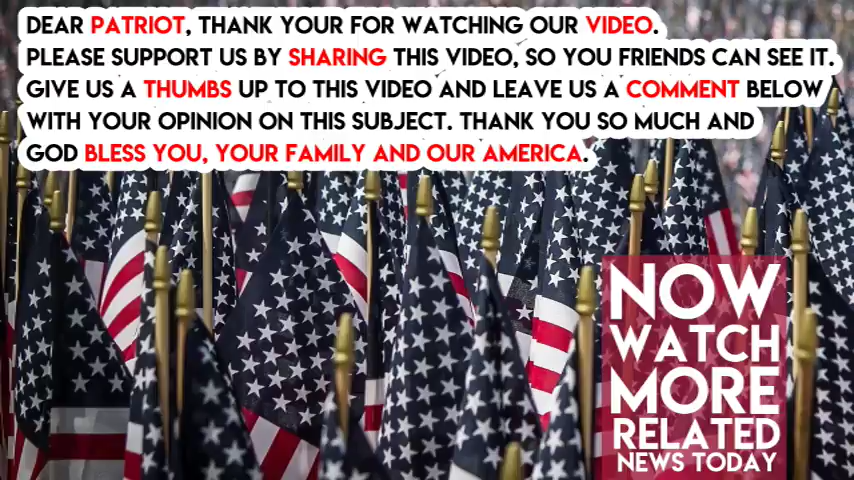 DEAR PATRIOT, THANK YOUR FOR WATCHING OUR VIDEO.
PLEASE SUPPORT US BY SHARING THIS VIDEO, SO YOU FRIENDS CAN SEE IT.
GIVE US A THUMBS UP TO THIS VIDEO AND LEAVE US A COMMENT BELOW
WITH YOUR OPINION ON THIS SUBJECT. THANK YOU SO MUCH AND
GOD BLESS YOU, YOUR FAMILY AND OUR AMERICA.
NOW
WATCH
MORE
RELATED
NEWS TODAY